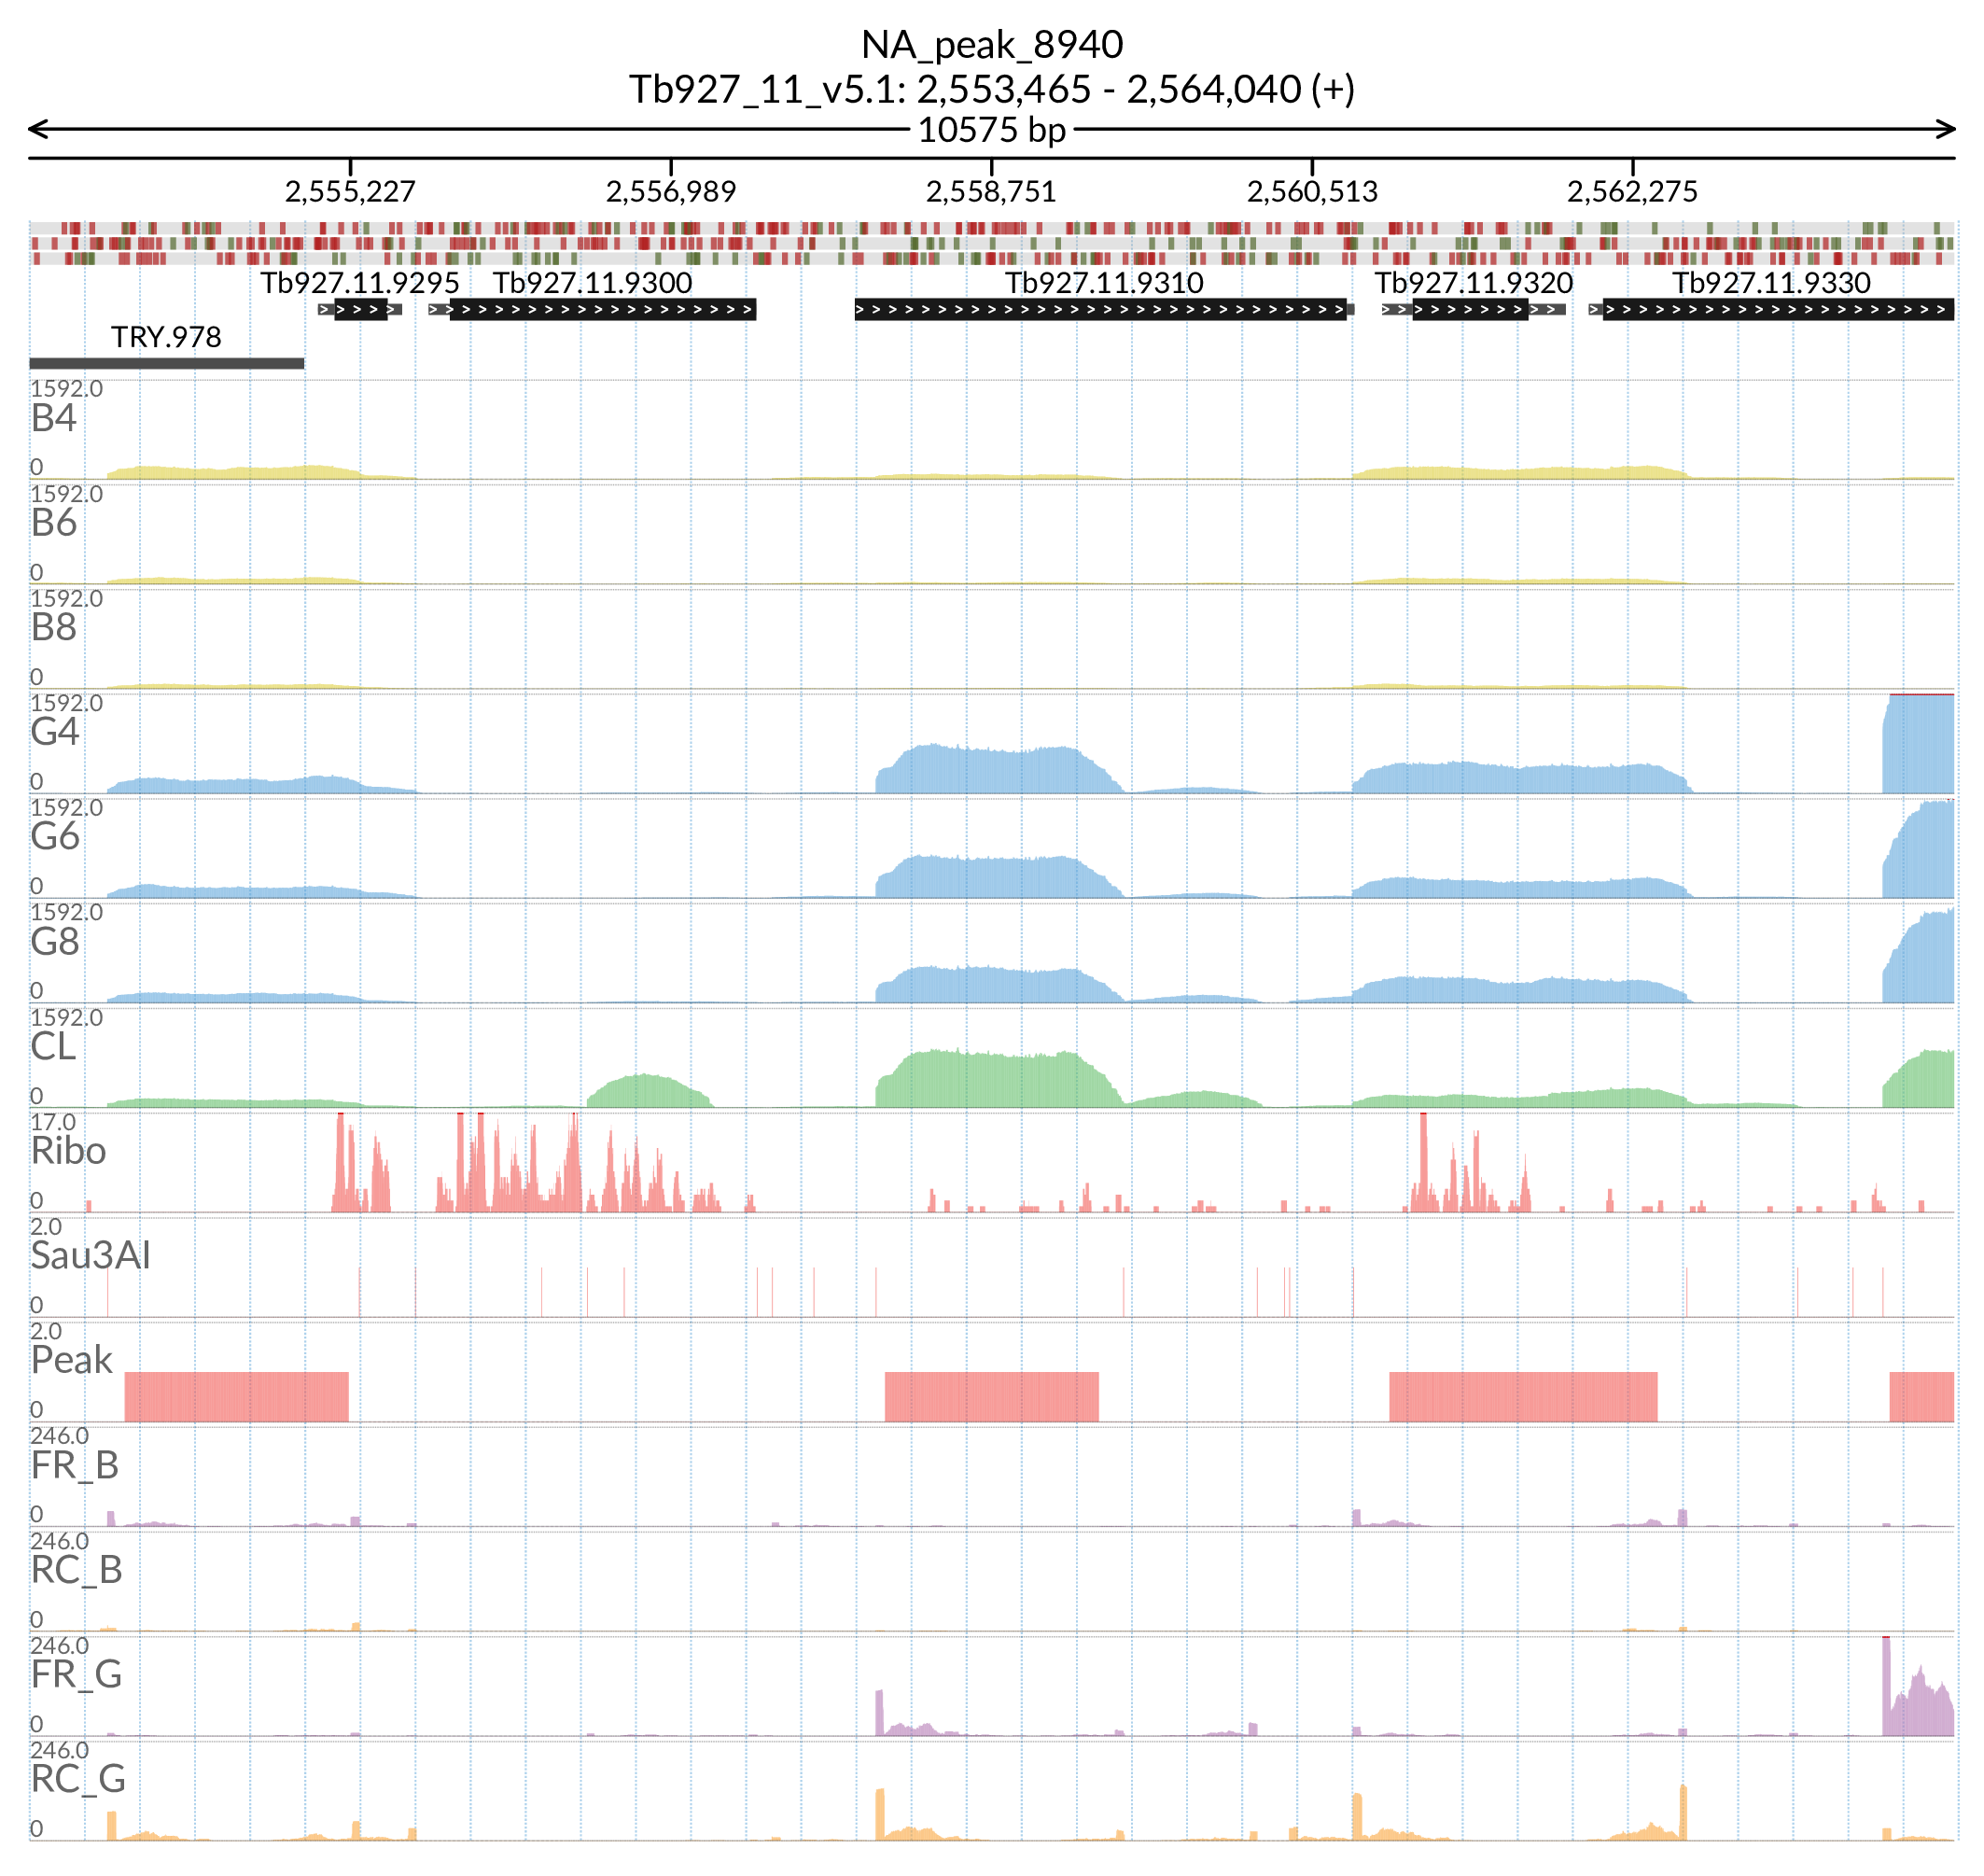 NA_peak_8940
Tb927_11_v5.1: 2,553,465 - 2,564,040 (+)
10575 bp
2,555,227 2,556,989 2,558,751 2,560,513 2,562,275
Tb927.11.9295 Tb927.11.9300 Tb927.11.9310 Tb927.11.9320 Tb927.11.9330
TRY.978
1592.0
B4
0
1592.0
B6
0
1592.0
B8
0
1592.0
G4
0
1592.0
G6
0
1592.0
G8
0
1592.0
CL
0
17.0
Ribo
0
2.0
Sau3AI
0
2.0
Peak
0
246.0
FR_B
0
246.0
RC_B
0
246.0
FR_G
0
246.0
RC_G
0